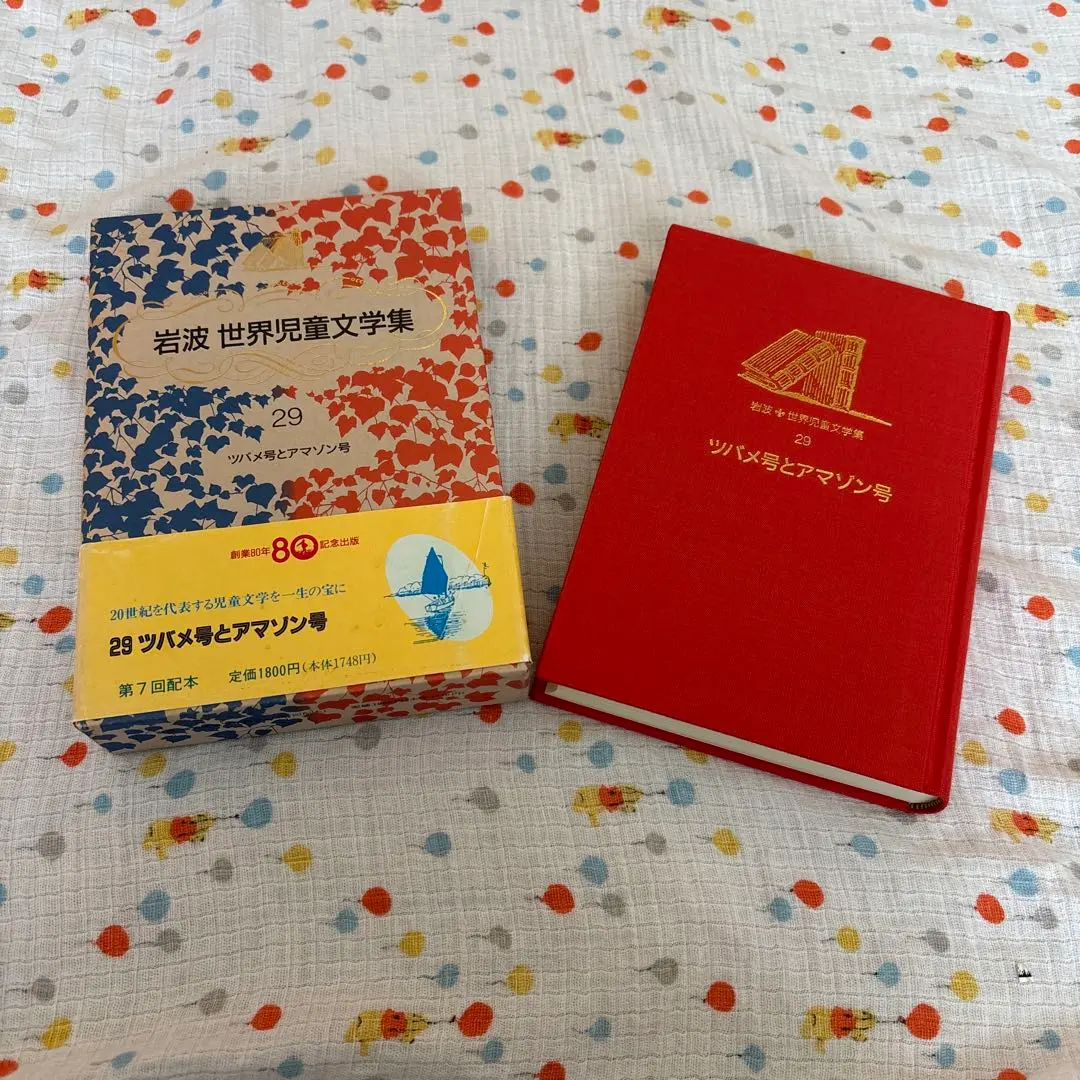 岩波 世界児童文学集
29
ツバメ号とアマゾン号
創業80年 80 記念出版
20世紀を代表する児童文学を一生の宝に
29 ツバメ号とアマゾン号
第7回配本 定価1800円(本体1748円)
岩波 世界児童文学集
29
ツバメ号とアマゾン号